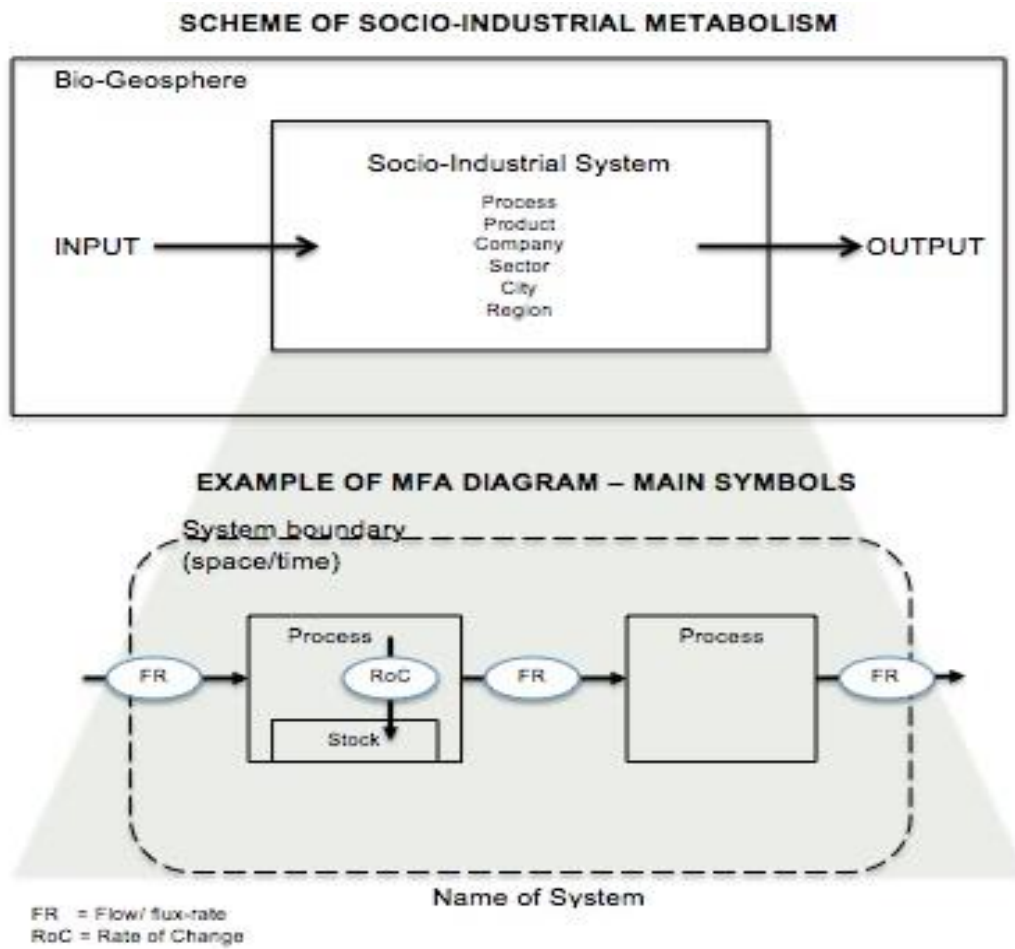 SCHEME OF SOCIO-INDUSTRIAL METABOLISM
Bio-Geosphere
Socio-Industrial System
Process
Product
Company
Sector
City
Region
INPUT
OUTPUT
EXAMPLE OF MFA DIAGRAM – MAIN SYMBOLS
System boundary
(space/time)
Process
Process
FR
RoC
FR
FR
Stock
Name of System
FR = Flow/ flux-rate
RoC = Rate of Change